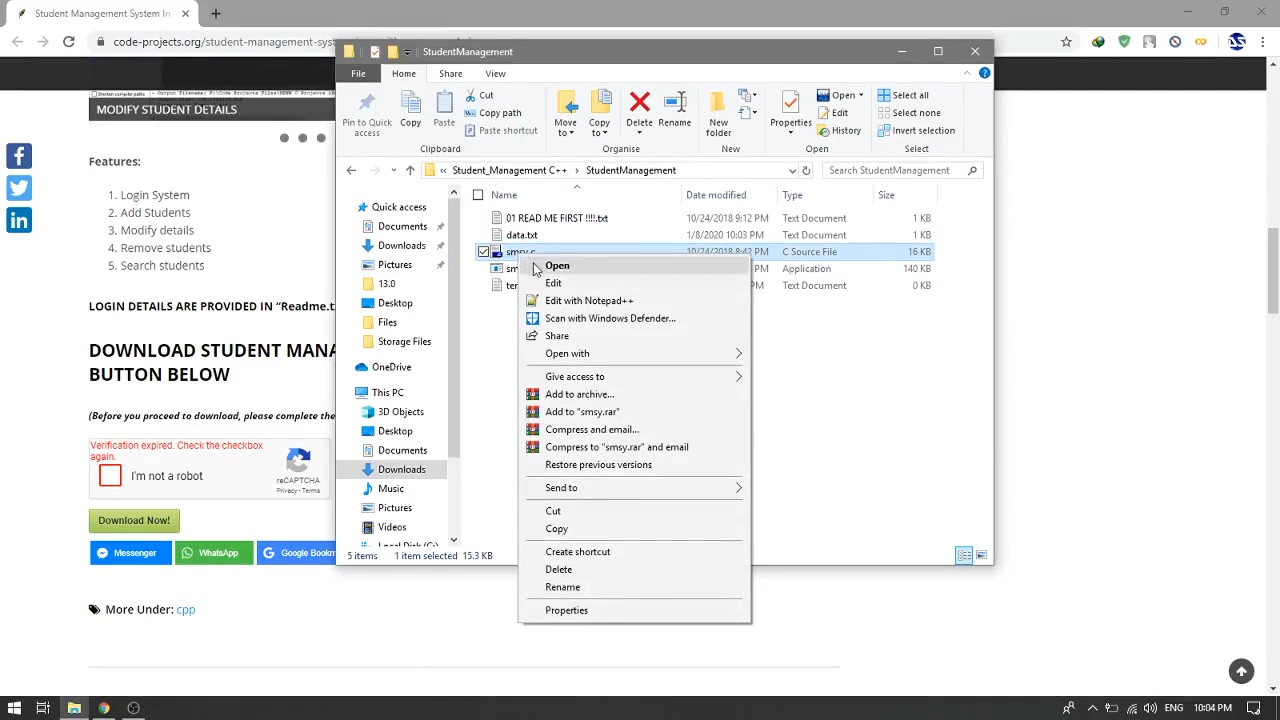 Student Management System In
code-projects.org/student-management-sys
StudentManagement
File
Home
Share
View
Pin to Quick access
Copy
Paste
Cut
Copy path
Paste shortcut
Clipboard
Move to
Copy to
Delete
Rename
Organise
New folder
New
Properties
Open
Edit
History
Open
Select all
Select none
Invert selection
Select
Student_Management C++
StudentManagement
Search StudentManagement
Quick access
Documents
Downloads
Pictures
13.0
Desktop
Files
Storage Files
OneDrive
This PC
3D Objects
Desktop
Documents
Downloads
Music
Pictures
Videos
Name
Date modified
Type
Size
01 READ ME FIRST !!!!.txt
10/24/2018 9:12 PM
Text Document
1 KB
data.txt
1/8/2020 10:03 PM
Text Document
1 KB
smsy.c
10/24/2018 8:42 PM
C Source File
16 KB
sm
PM
Application
140 KB
ter
PM
Text Document
0 KB
Open
Edit
Edit with Notepad++
Scan with Windows Defender...
Share
Open with
Give access to
Add to archive...
Add to "smsy.rar"
Compress and email...
Compress to "smsy.rar" and email
Restore previous versions
Send to
Cut
Copy
Create shortcut
Delete
Rename
Properties
5 items
1 item selected 15.3 KB
MODIFY STUDENT DETAILS
Features:
1. Login System
2. Add Students
3. Modify details
4. Remove students
5. Search students
LOGIN DETAILS ARE PROVIDED IN “Readme.t
DOWNLOAD STUDENT MANA
BUTTON BELOW
(Before you proceed to download, please complete the
Verification expired. Check the checkbox
again.
I'm not a robot
reCAPTCHA
Privacy - Terms
Download Now!
Messenger
WhatsApp
Google Bookm
More Under: cpp
ENG
10:04 PM